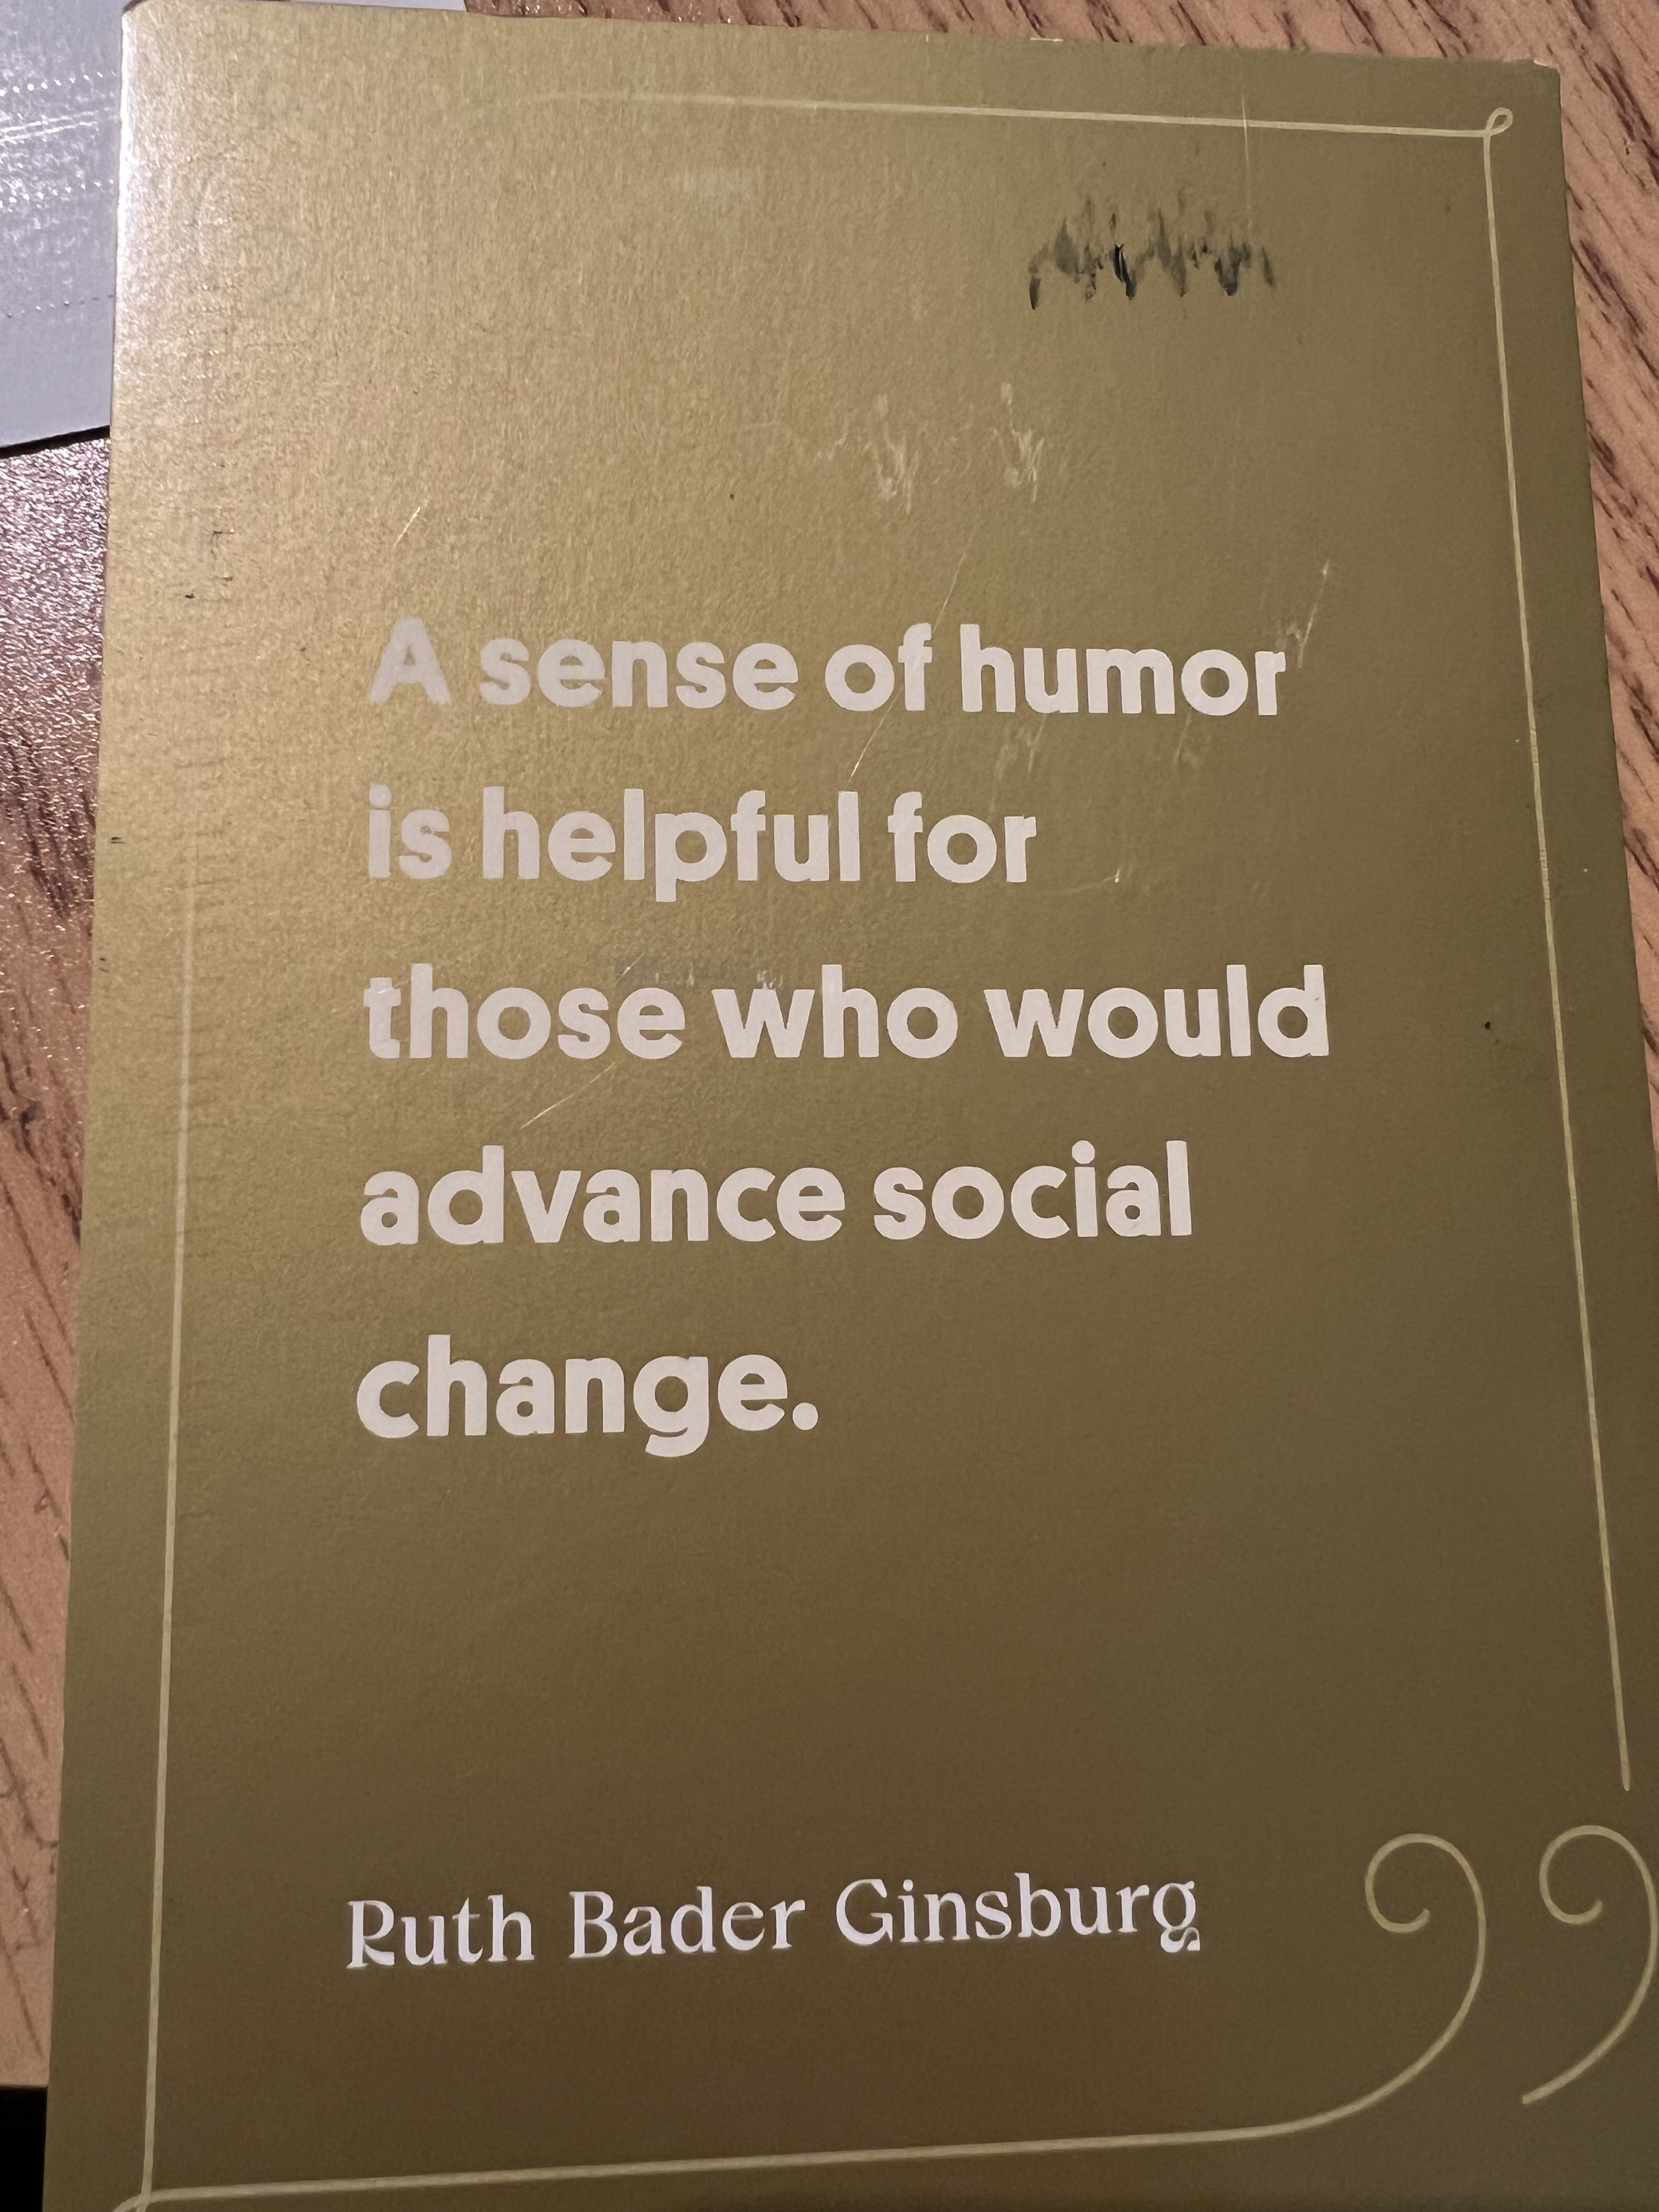 A sense of humor
is helpful for
those who would
advance social
change.
Ruth Bader Ginsburg